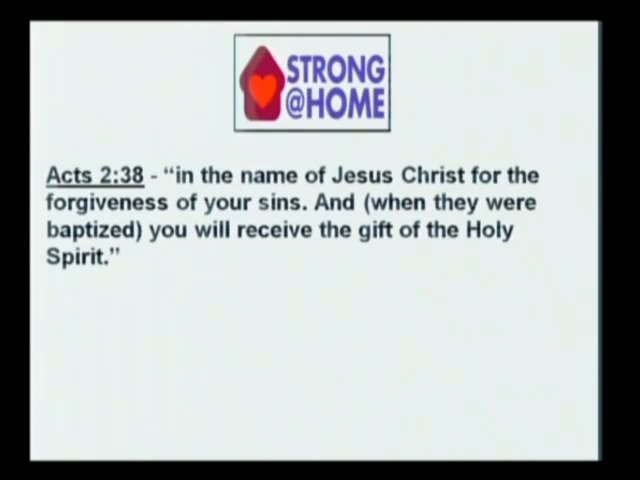 STRONG
@HOME
Acts 2:38 - “in the name of Jesus Christ for the
forgiveness of your sins. And (when they were
baptized) you will receive the gift of the Holy
Spirit.”